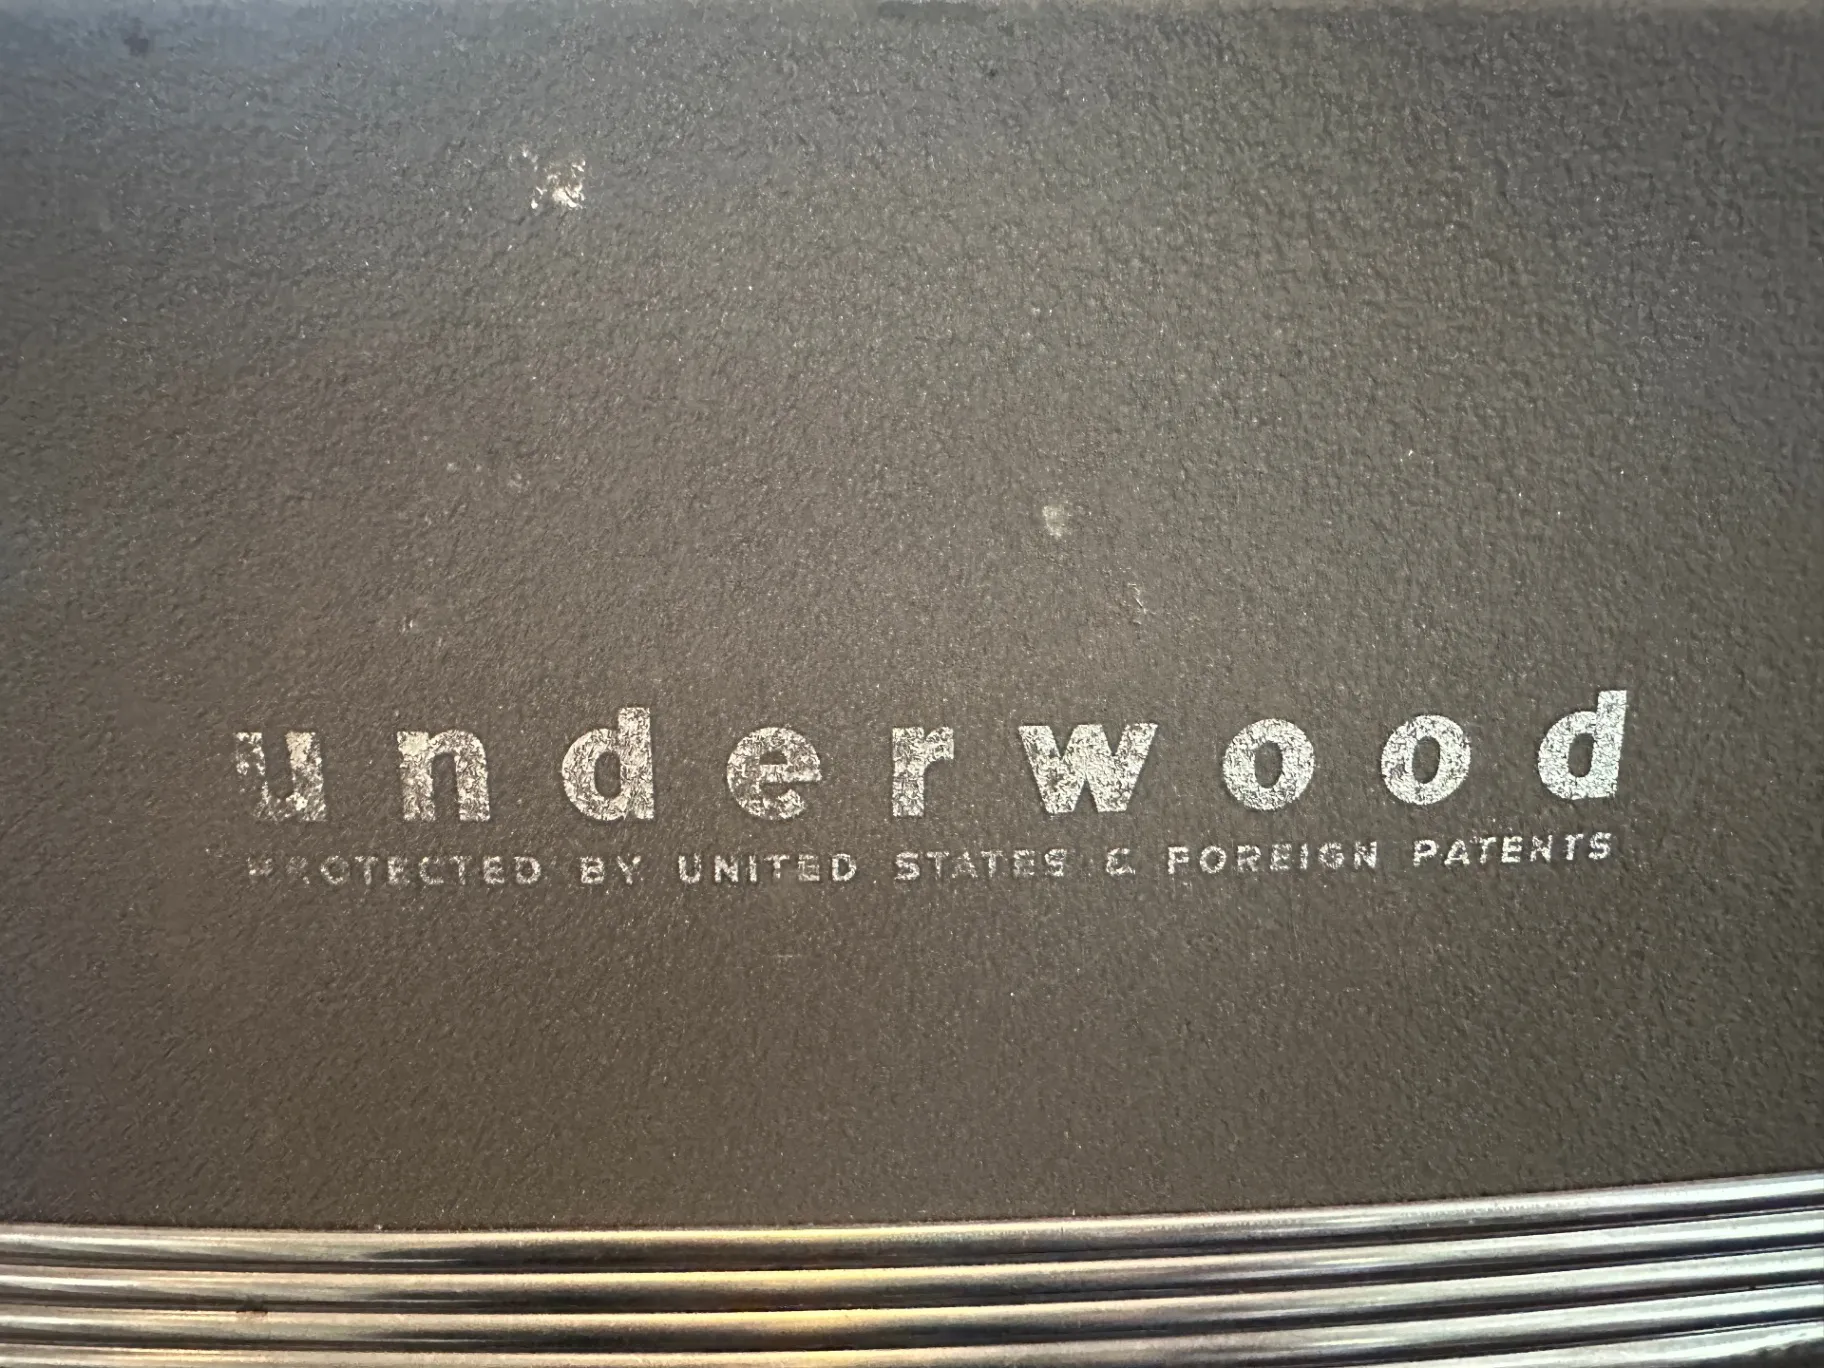 underwood
PROTECTED BY UNITED STATES & FOREIGN PATENTS